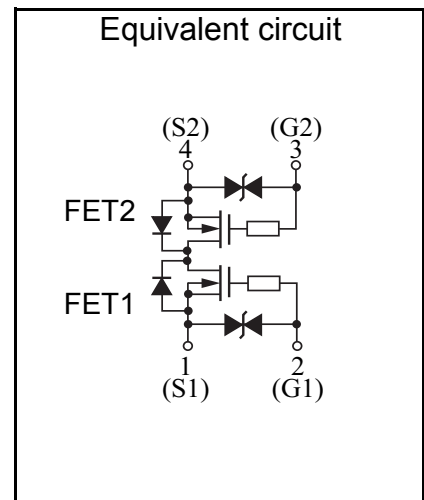 Equivalent circuit
(S2) (G2)
4 3
FET2
FET1
1 2
(S1) (G1)